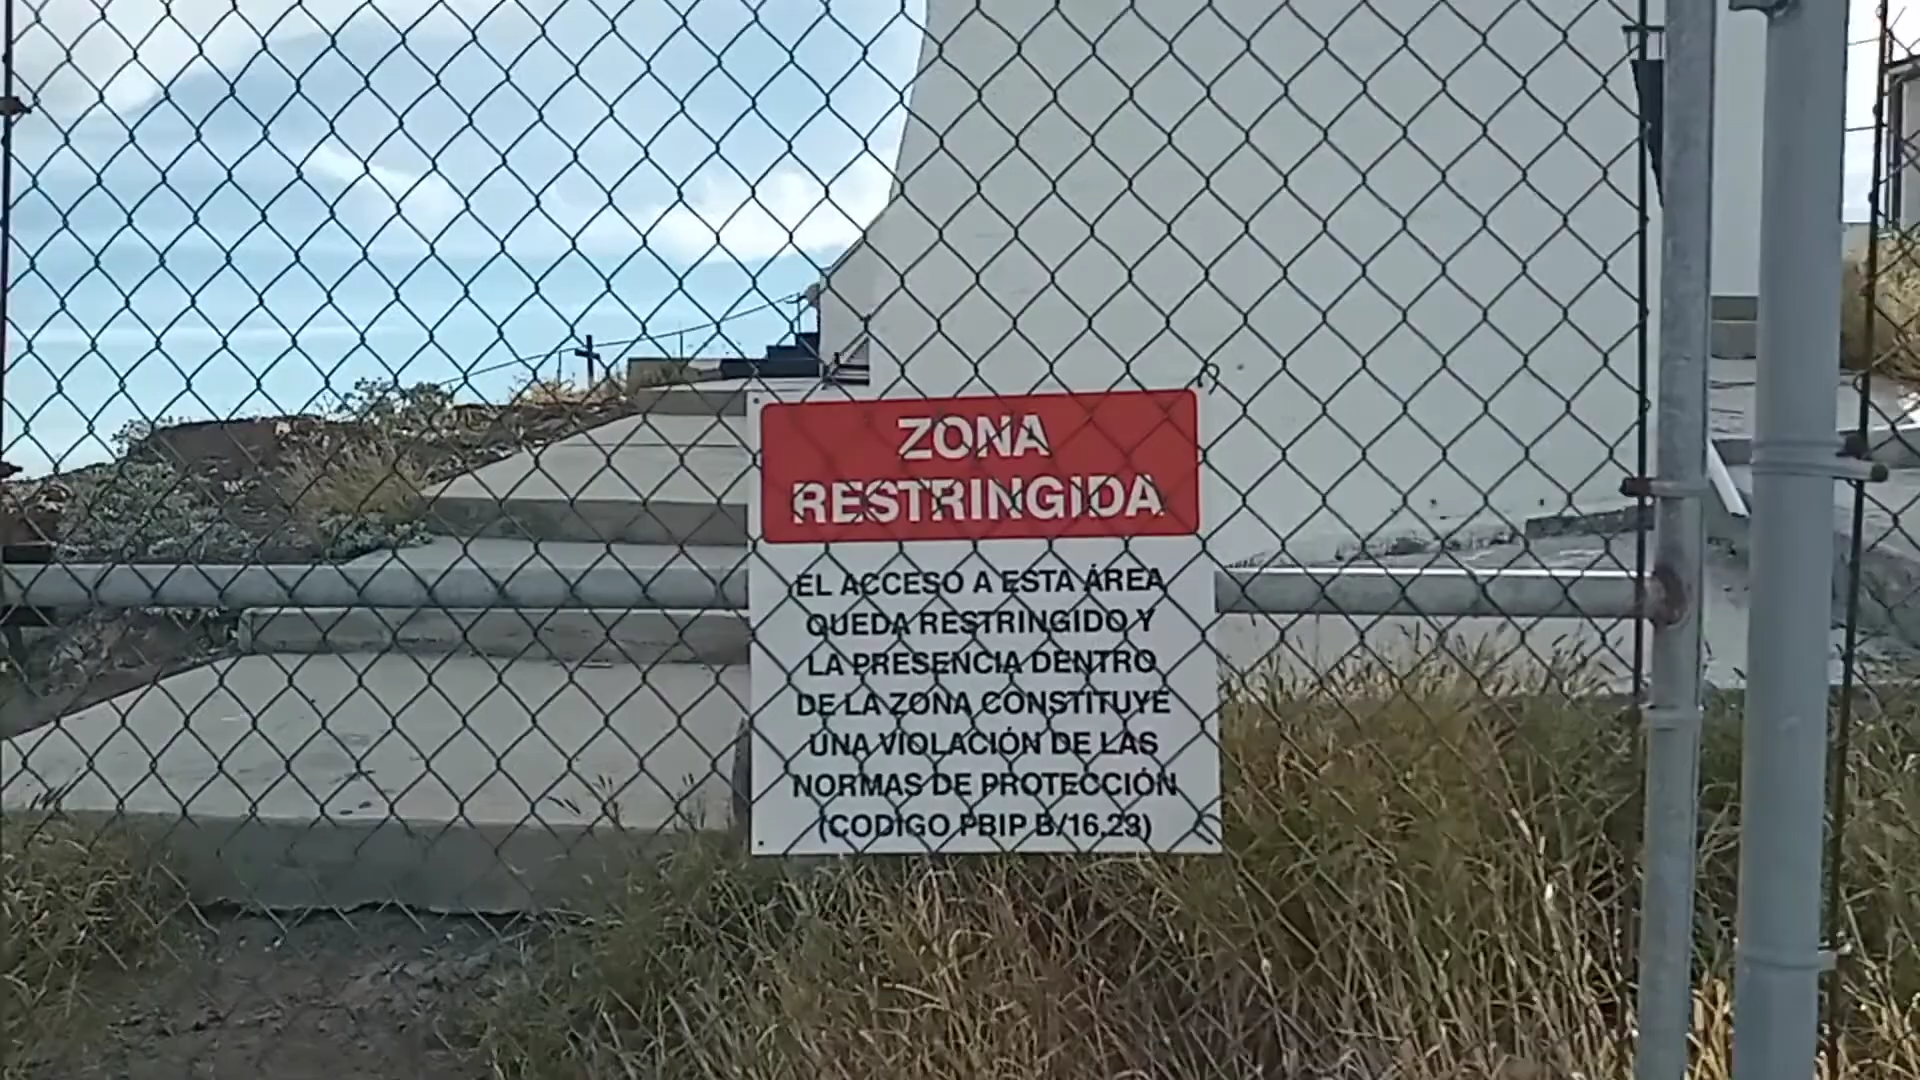 ZONA
RESTRINGIDA
EL ACCESO A ESTA ÁREA
QUEDA RESTRINGIDO Y
LA PRESENCIA DENTRO
DE LA ZONA CONSTITUYE
UNA VIOLACIÓN DE LAS
NORMAS DE PROTECCIÓN
(CODIGO PBIP B/16.23)